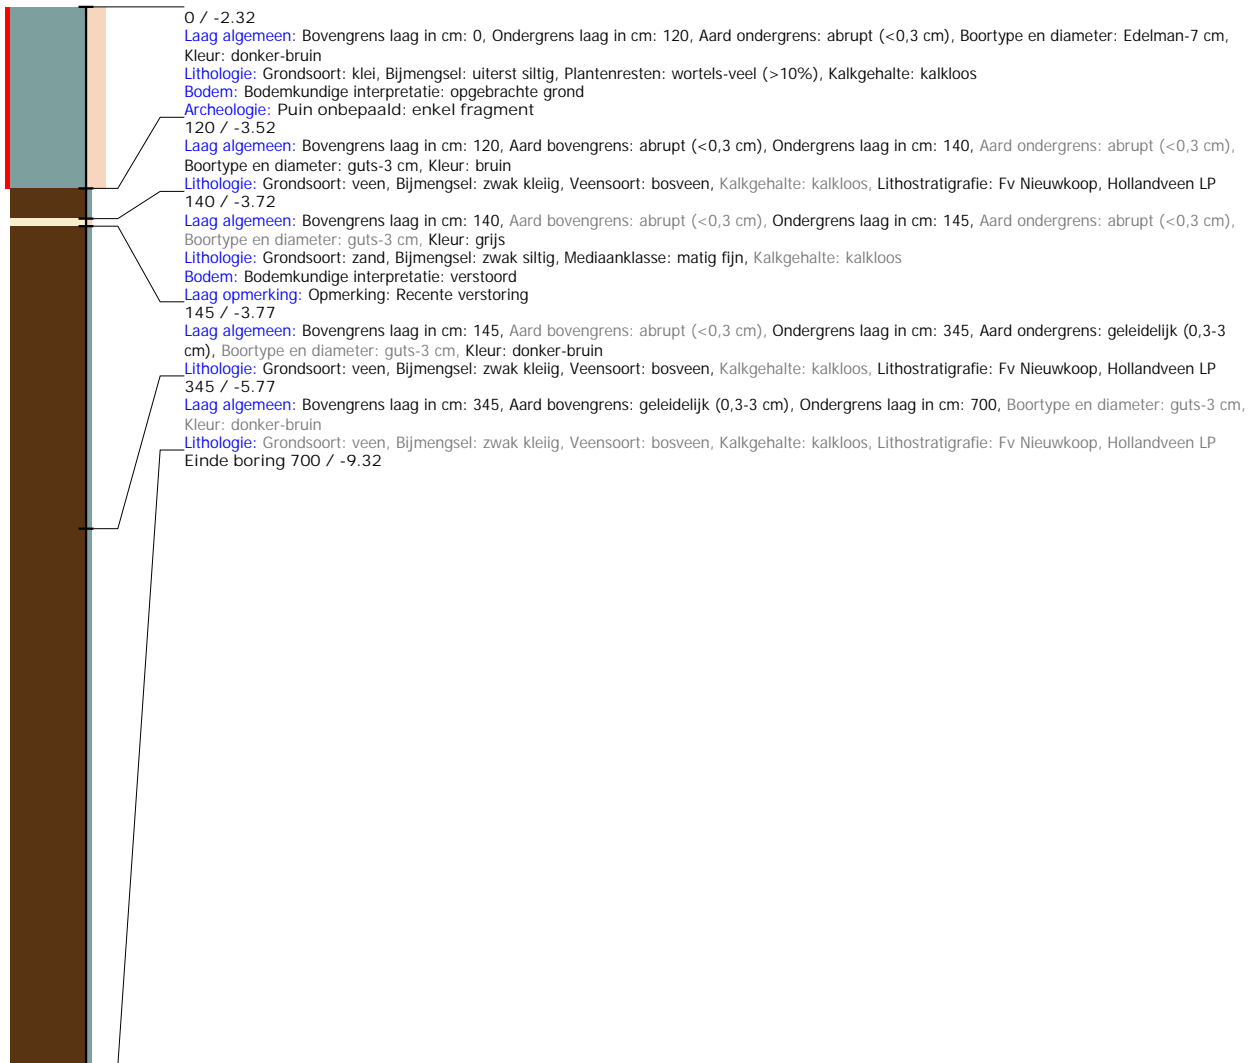 0 / -2.32
Laag algemeen: Bovengrens laag in cm: 0, Ondergrens laag in cm: 120, Aard ondergrens: abrupt (<0,3 cm), Boortype en diameter: Edelman-7 cm,
Kleur: donker-bruin
Lithologie: Grondsoort: klei, Bijmengsel: uiterst siltig, Plantenresten: wortels-veel (>10%), Kalkgehalte: kalkloos
Bodem: Bodemkundige interpretatie: opgebrachte grond
Archeologie: Puin onbepaald: enkel fragment
120 / -3.52
Laag algemeen: Bovengrens laag in cm: 120, Aard bovengrens: abrupt (<0,3 cm), Ondergrens laag in cm: 140, Aard ondergrens: abrupt (<0,3 cm),
Boortype en diameter: guts-3 cm, Kleur: bruin
Lithologie: Grondsoort: veen, Bijmengsel: zwak kleiig, Veensoort: bosveen, Kalkgehalte: kalkloos, Lithostratigrafie: Fv Nieuwkoop, Hollandveen LP
140 / -3.72
Laag algemeen: Bovengrens laag in cm: 140, Aard bovengrens: abrupt (<0,3 cm), Ondergrens laag in cm: 145, Aard ondergrens: abrupt (<0,3 cm),
Boortype en diameter: guts-3 cm, Kleur: grijs
Lithologie: Grondsoort: zand, Bijmengsel: zwak siltig, Mediaanklasse: matig fijn, Kalkgehalte: kalkloos
Bodem: Bodemkundige interpretatie: verstoord
Laag opmerking: Opmerking: Recente verstoring
145 / -3.77
Laag algemeen: Bovengrens laag in cm: 145, Aard bovengrens: abrupt (<0,3 cm), Ondergrens laag in cm: 345, Aard ondergrens: geleidelijk (0,3-3
cm), Boortype en diameter: guts-3 cm, Kleur: donker-bruin
Lithologie: Grondsoort: veen, Bijmengsel: zwak kleiig, Veensoort: bosveen, Kalkgehalte: kalkloos, Lithostratigrafie: Fv Nieuwkoop, Hollandveen LP
345 / -5.77
Laag algemeen: Bovengrens laag in cm: 345, Aard bovengrens: geleidelijk (0,3-3 cm), Ondergrens laag in cm: 700, Boortype en diameter: guts-3 cm,
Kleur: donker-bruin
Lithologie: Grondsoort: veen, Bijmengsel: zwak kleiig, Veensoort: bosveen, Kalkgehalte: kalkloos, Lithostratigrafie: Fv Nieuwkoop, Hollandveen LP
Einde boring 700 / -9.32